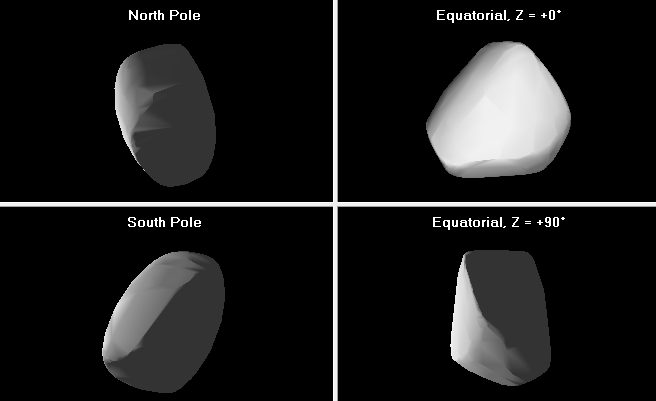 North Pole
Equatorial, Z = +0°
South Pole
Equatorial, Z = +90°